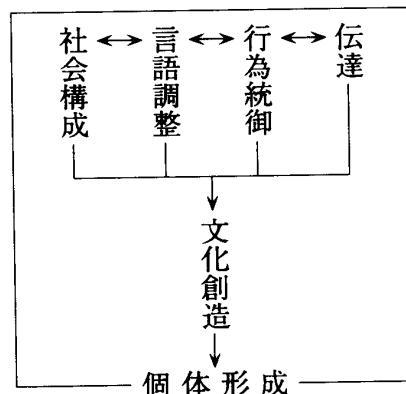 伝達
行為統御
言語調整
社会構成
文化創造
個体形成